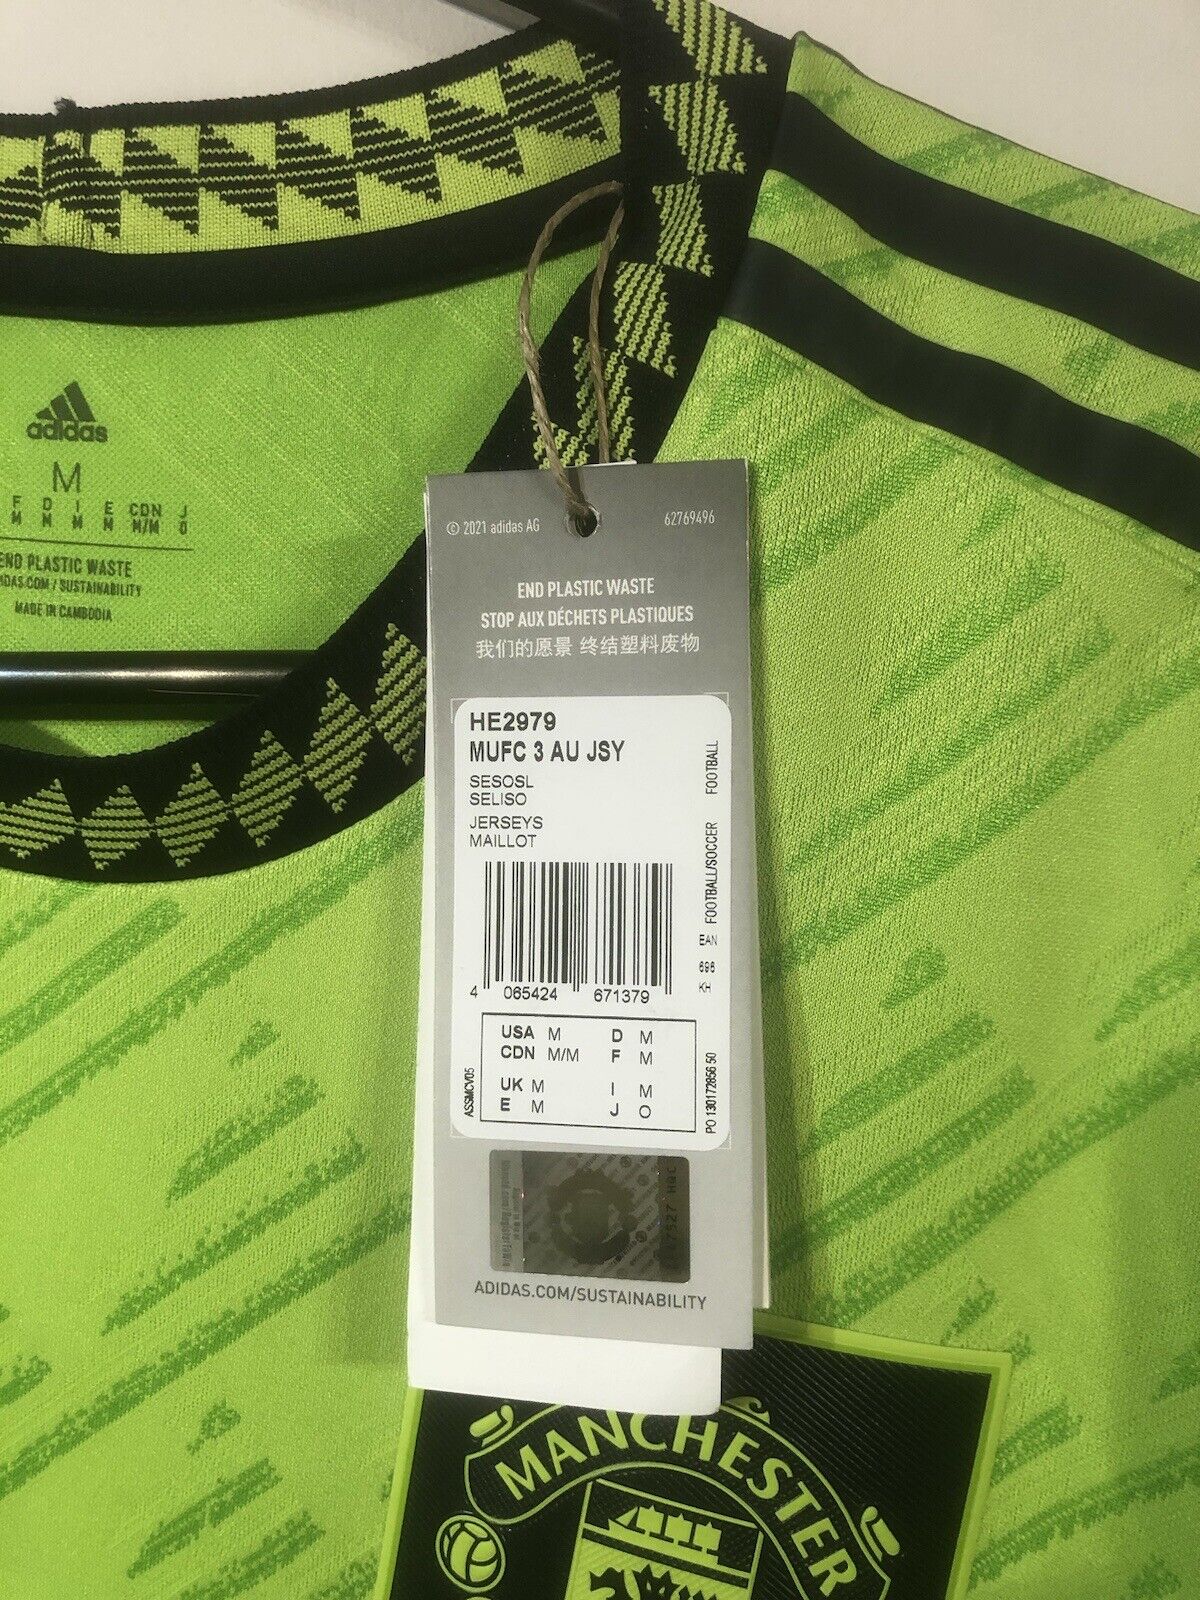 adidas
M
F D I E CDN J
M M M M M/M O
END PLASTIC WASTE
ADIDAS.COM / SUSTAINABILITY
MADE IN CAMBODIA
© 2021 adidas AG 62769496
END PLASTIC WASTE
STOP AUX DÉCHETS PLASTIQUES
我们的愿景 终结塑料废物
HE2979
MUFC 3 AU JSY
SESOSL
SELISO
JERSEYS
MAILLOT
FOOTBALL/SOCCER FOOTBALL
EAN
696
KH
4 065424 671379
USA M D M
CDN M/M F M
UK M I M
E M J O
ASSMCV05
PO 130172856 50
ADIDAS.COM/SUSTAINABILITY
MANCHESTER